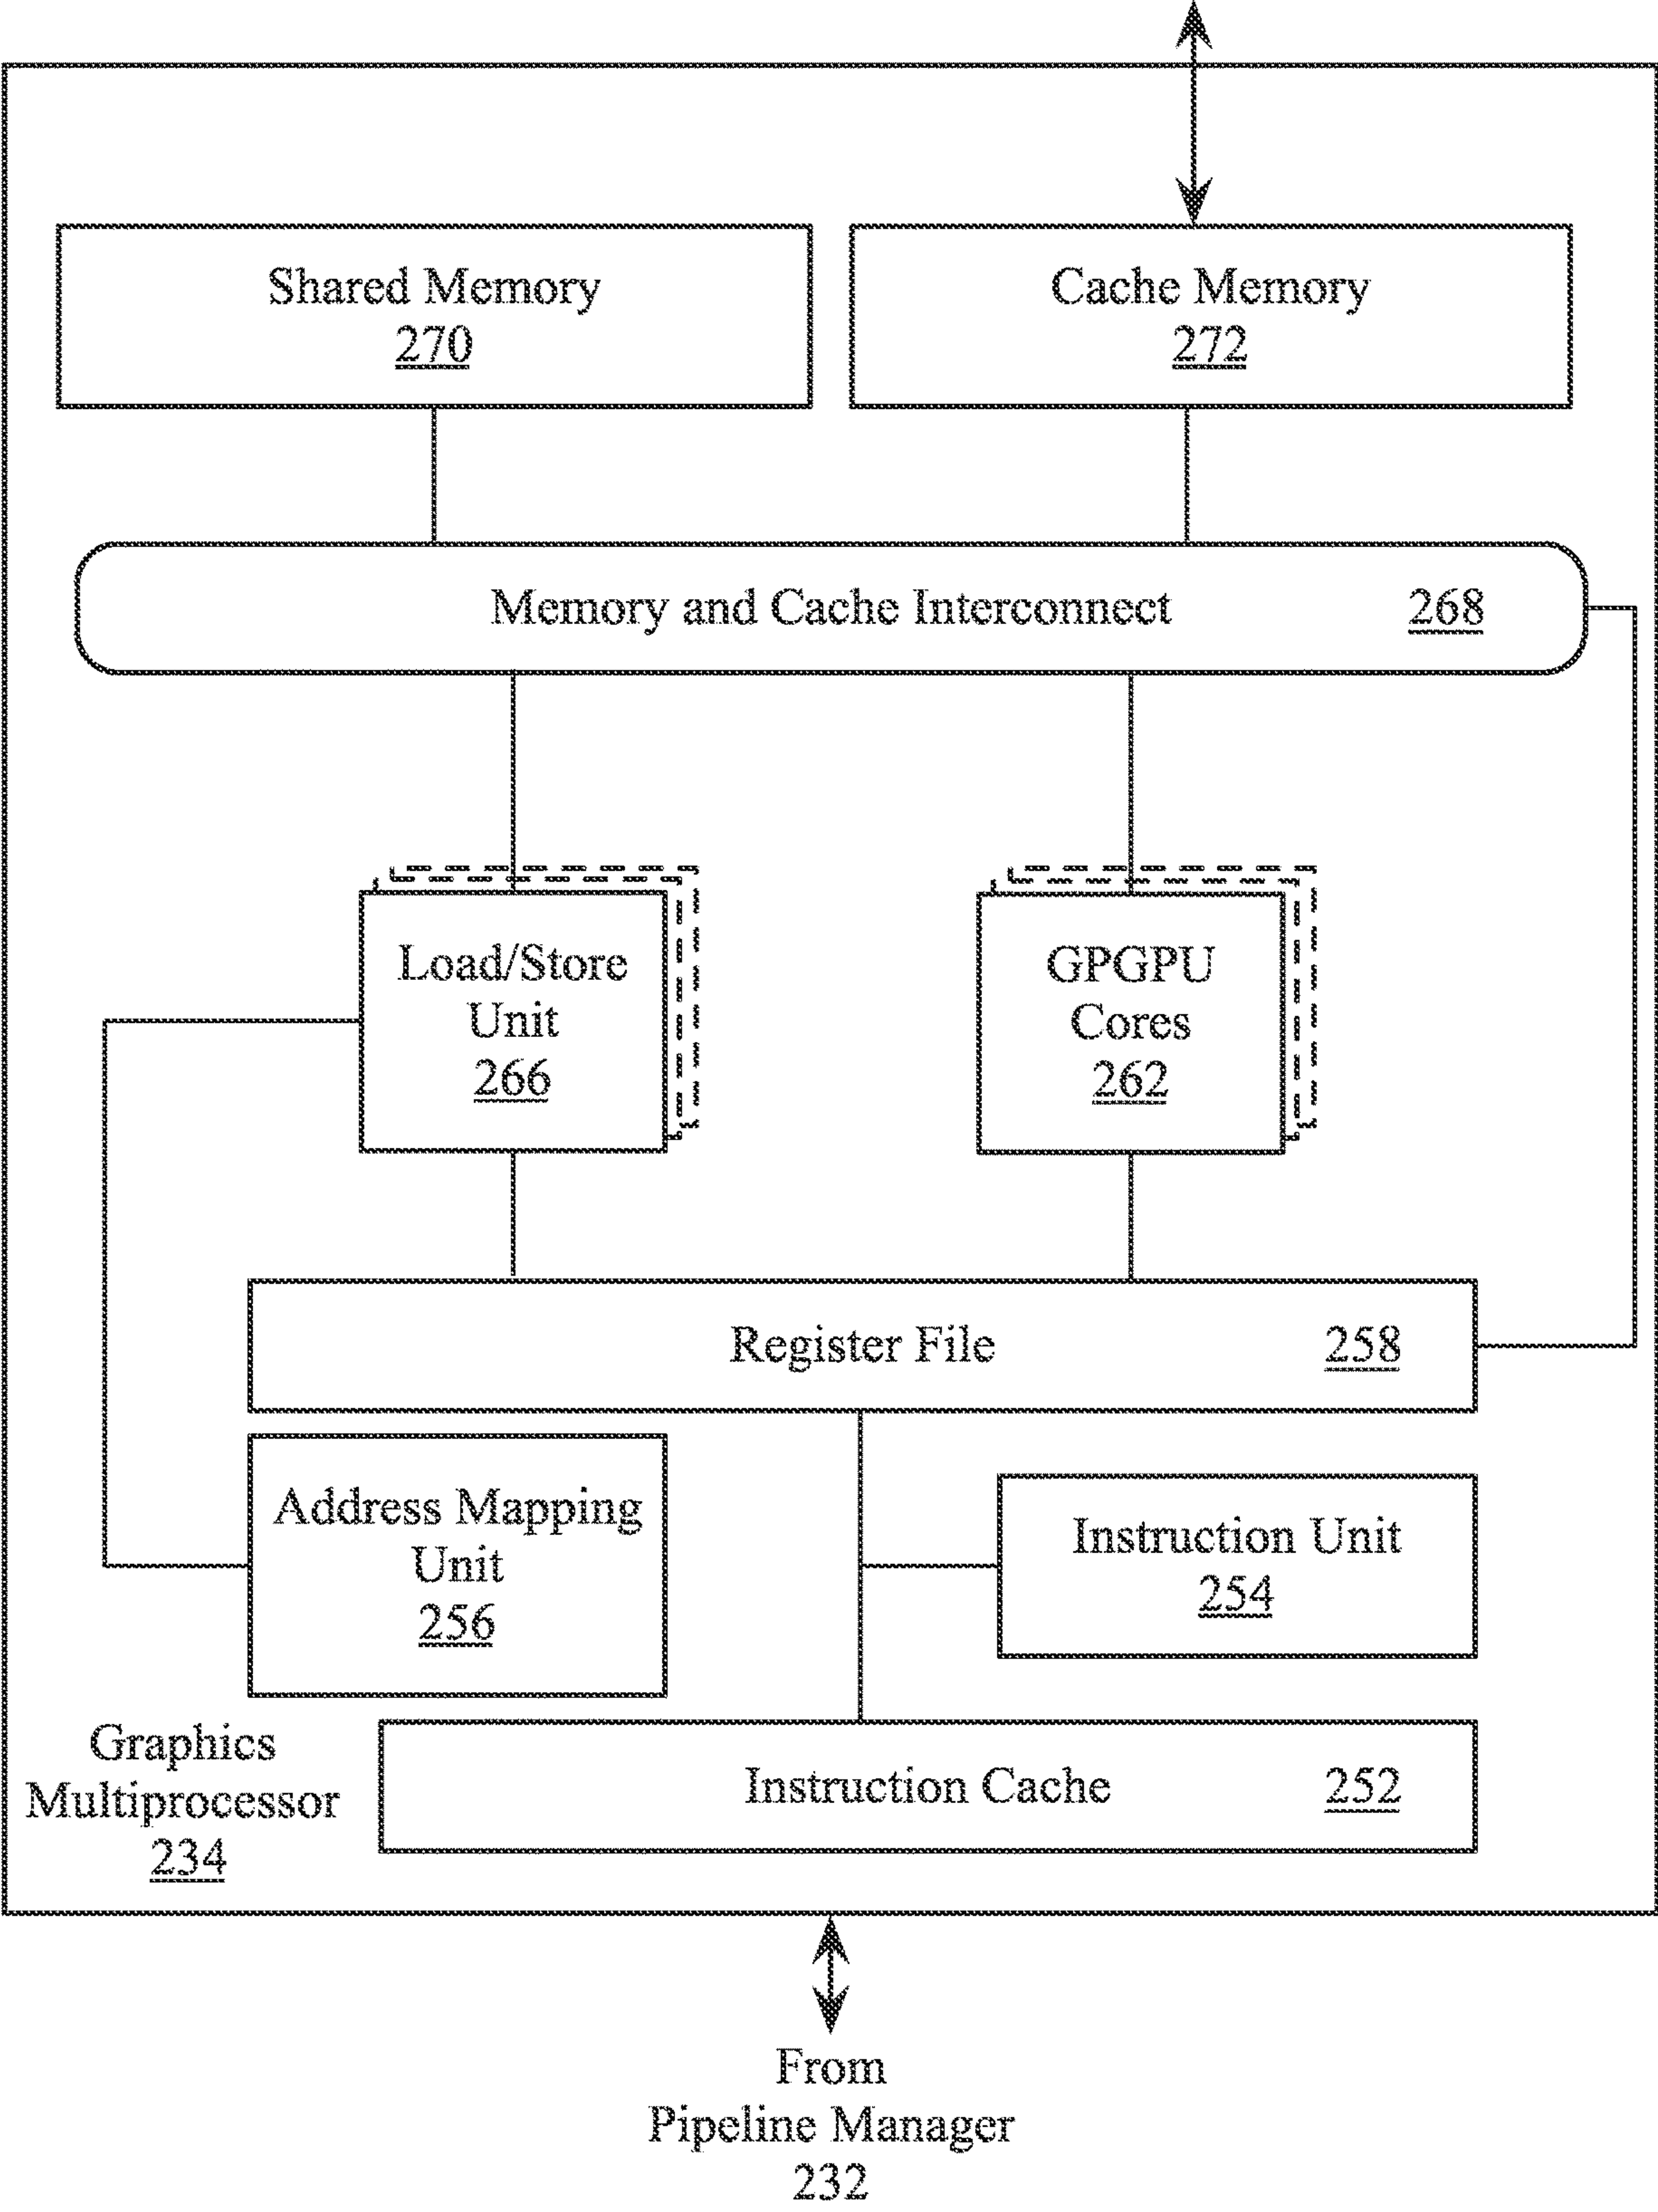 Shared Memory
270
Cache Memory
272
Memory and Cache Interconnect 268
Load/Store
Unit
266
GPGPU
Cores
262
Register File 258
Address Mapping
Unit
256
Instruction Unit
254
Graphics
Multiprocessor
234
Instruction Cache 252
From
Pipeline Manager
232